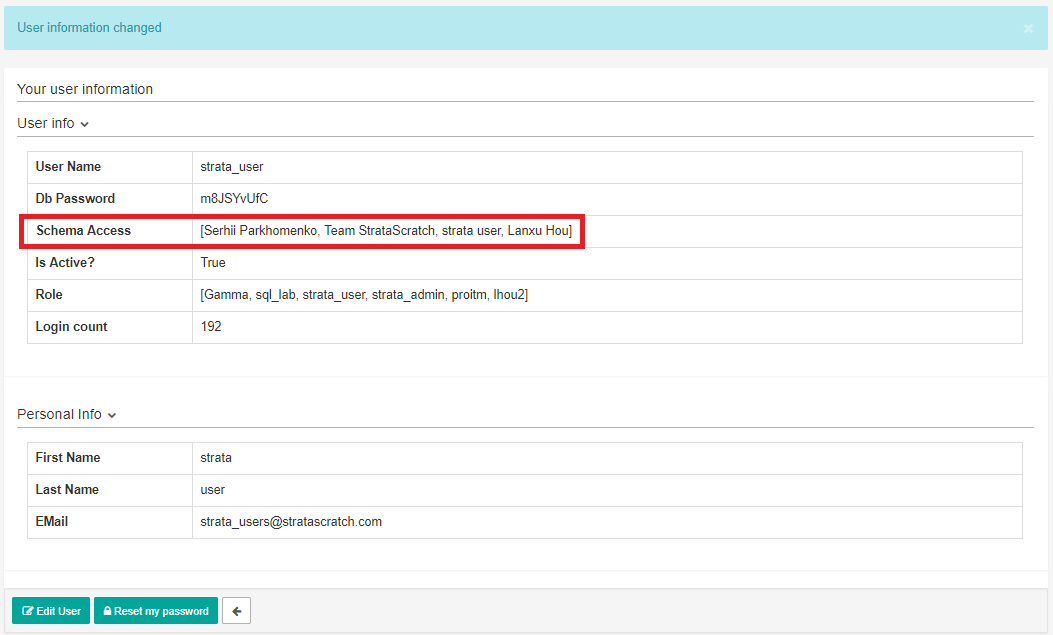 User information changed
×
Your user information
User info
User Name strata_user
Db Password m8JSYvUfC
Schema Access [Serhii Parkhomenko, Team StrataScratch, strata user, Lanxu Hou]
Is Active? True
Role [Gamma, sql_lab, strata_user, strata_admin, proitm, lhou2]
Login count 192
Personal Info
First Name strata
Last Name user
EMail strata_users@stratascratch.com
Edit User Reset my password